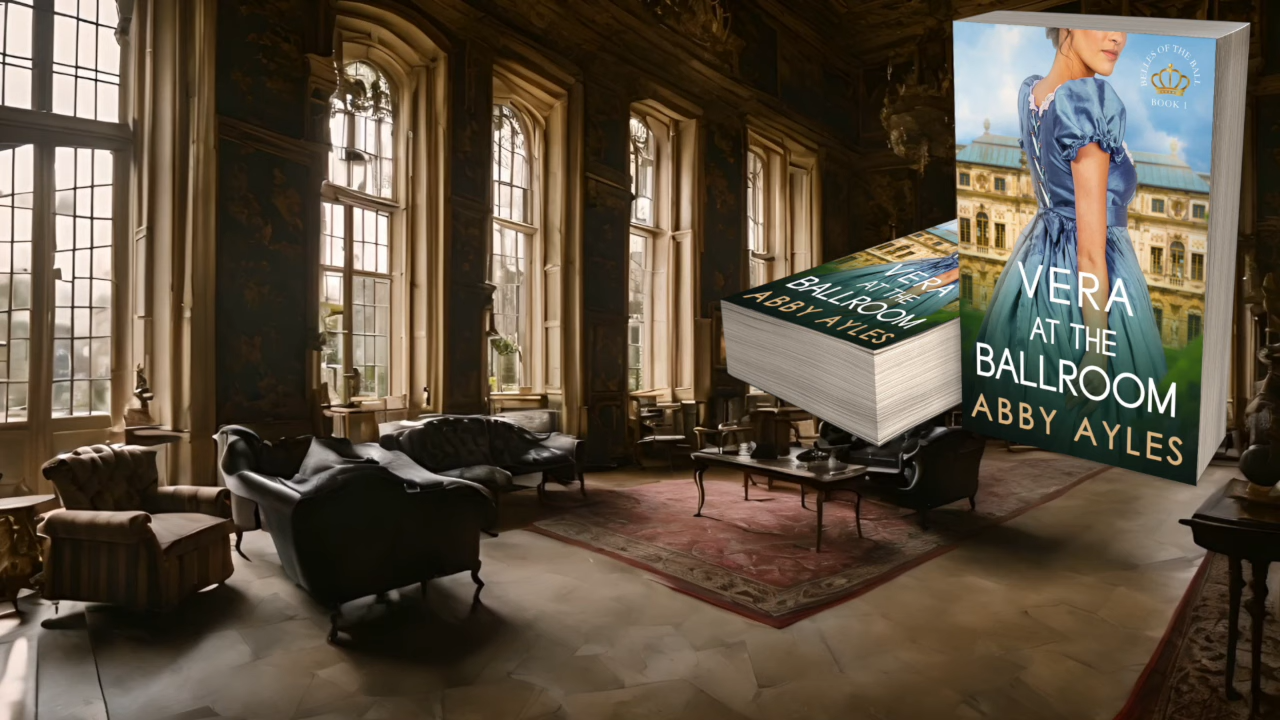 BELLES OF THE BALL
BOOK 1
VERA
AT THE
BALLROOM
ABBY AYLES
VERA
AT THE
BALLROOM
ABBY AYLES